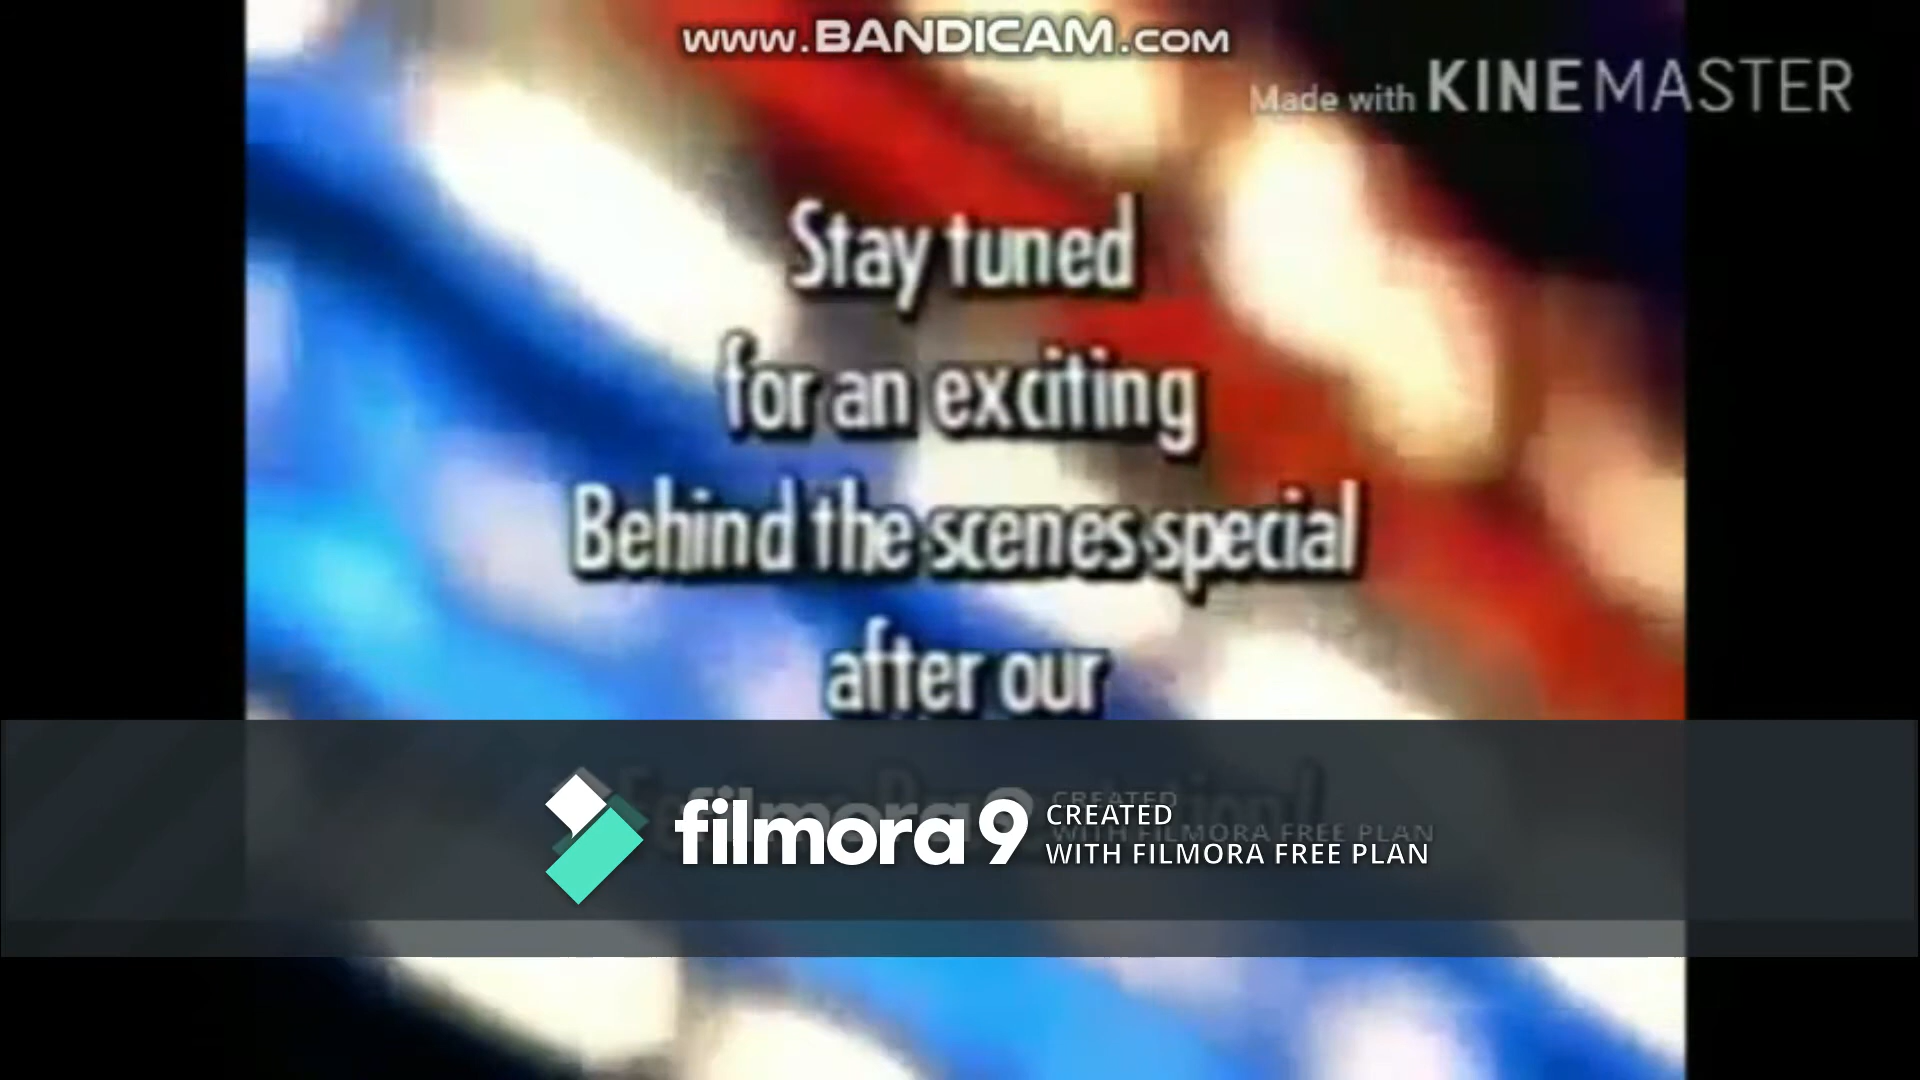 www.BANDICAM.com
Made with KINEMASTER
Stay tuned
for an exciting
Behind the scenes special
after our
filmora9 CREATED
WITH FILMORA FREE PLAN